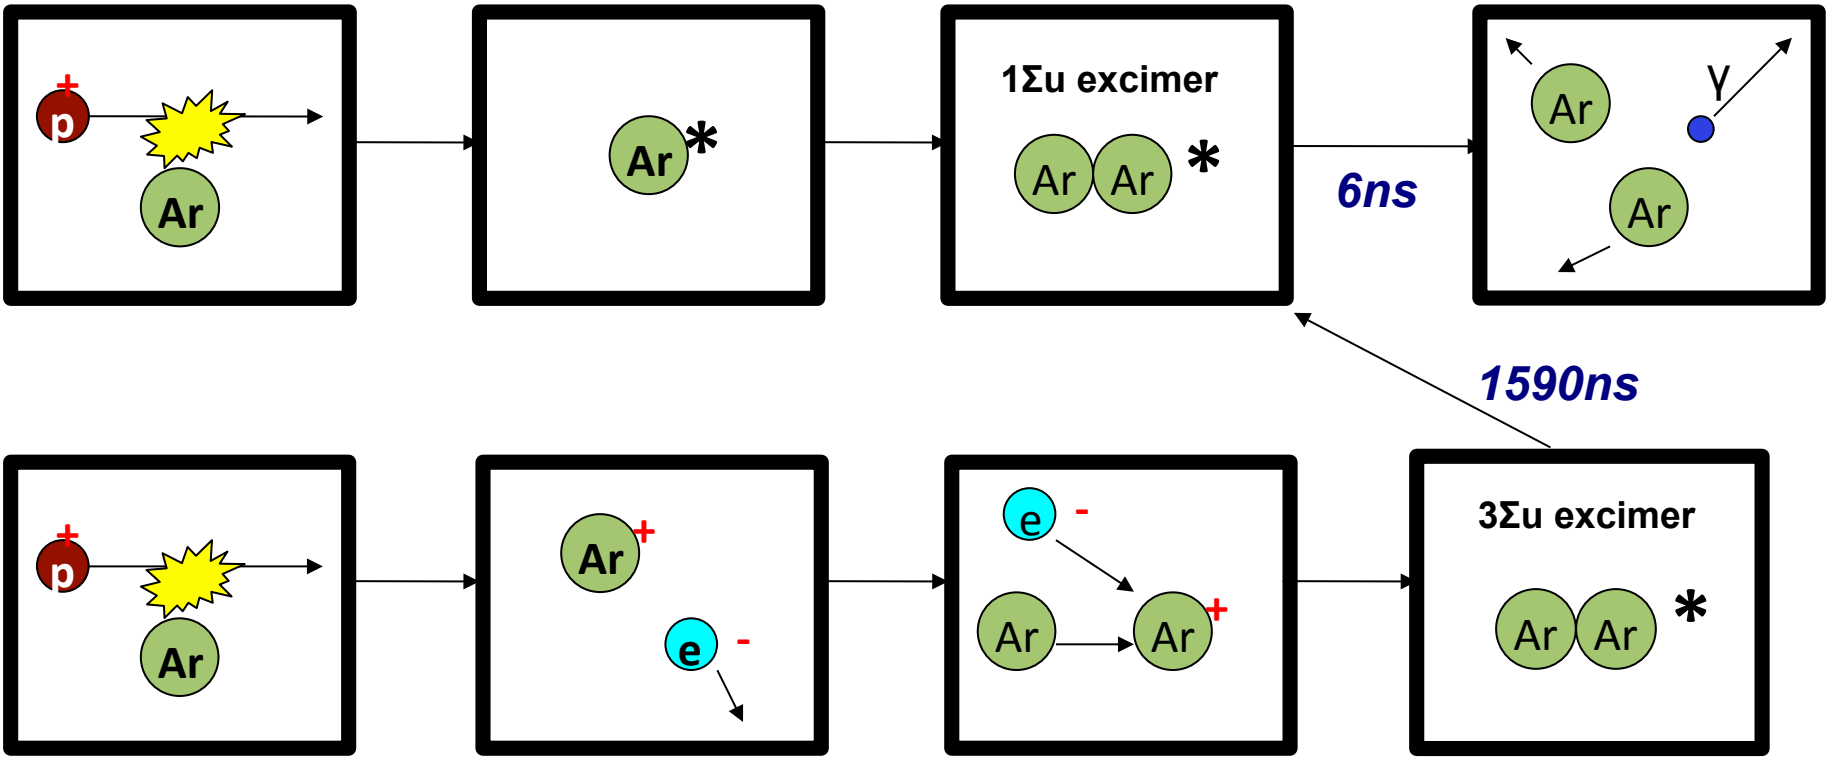 +
p
Ar
Ar*
1Σu excimer
Ar Ar *
6ns
Ar
γ
Ar
1590ns
+
p
Ar
Ar+
e -
e -
Ar Ar+
3Σu excimer
Ar Ar *